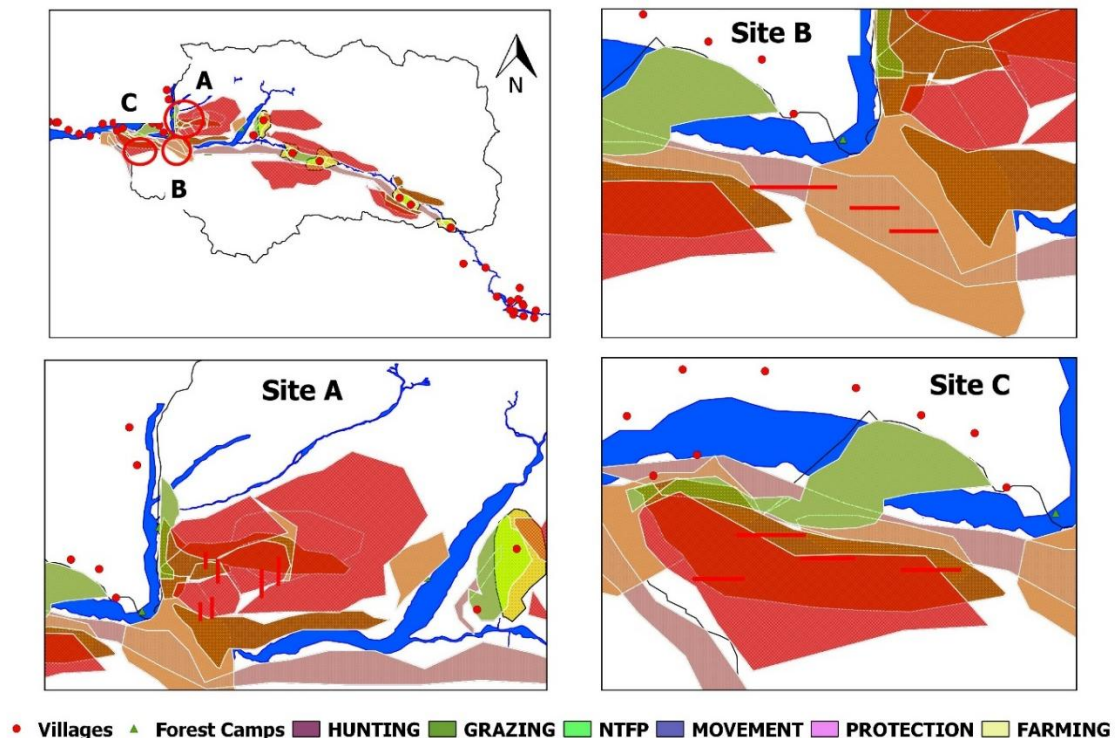 A
C
B
N
Site B
Site A
Site C
Villages Forest Camps HUNTING GRAZING NTFP MOVEMENT PROTECTION FARMING